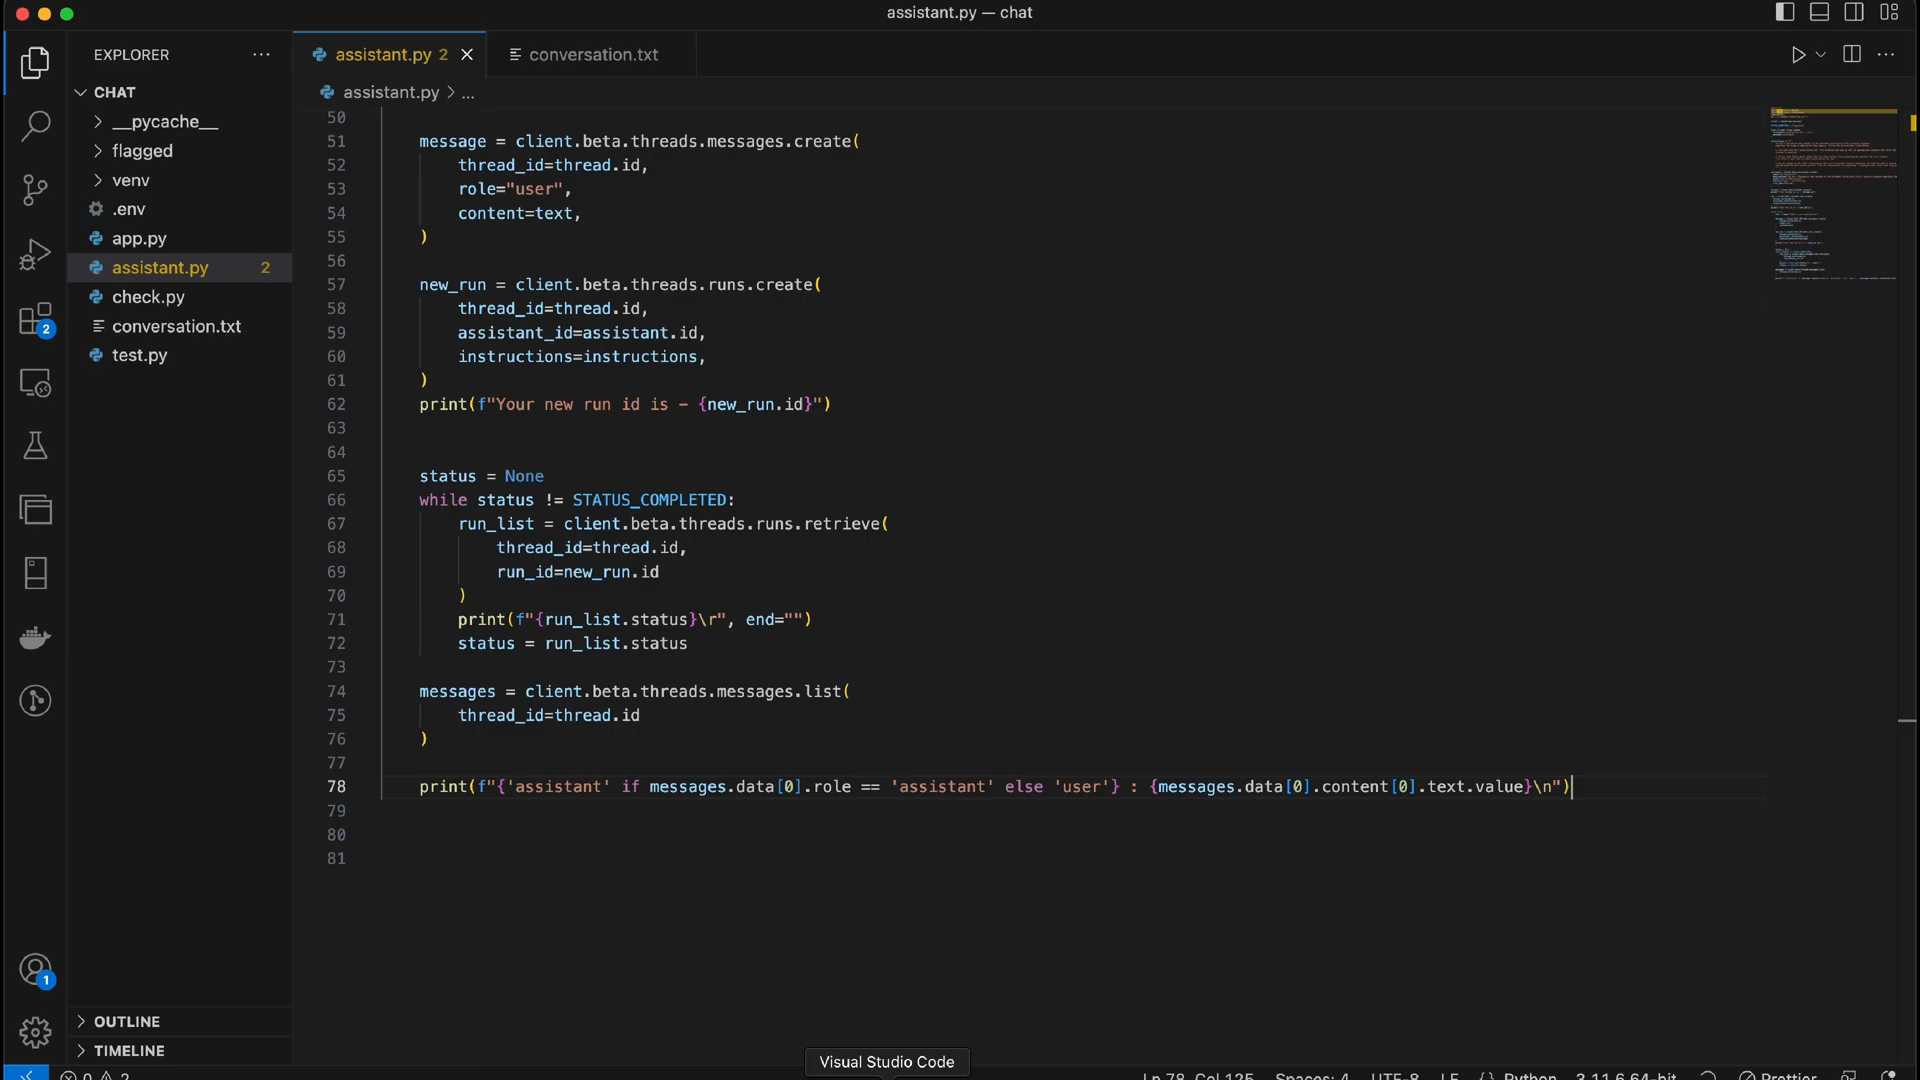 assistant.py — chat
EXPLORER
CHAT
__pycache__
flagged
venv
.env
app.py
assistant.py 2
check.py
conversation.txt
test.py
OUTLINE
TIMELINE
2
1
assistant.py 2
conversation.txt
assistant.py > ...
50
51 message = client.beta.threads.messages.create(
52 thread_id=thread.id,
53 role="user",
54 content=text,
55 )
56
57 new_run = client.beta.threads.runs.create(
58 thread_id=thread.id,
59 assistant_id=assistant.id,
60 instructions=instructions,
61 )
62 print(f"Your new run id is - {new_run.id}")
63
64
65 status = None
66 while status != STATUS_COMPLETED:
67 run_list = client.beta.threads.runs.retrieve(
68 thread_id=thread.id,
69 run_id=new_run.id
70 )
71 print(f"{run_list.status}\r", end="")
72 status = run_list.status
73
74 messages = client.beta.threads.messages.list(
75 thread_id=thread.id
76 )
77
78 print(f"{'assistant' if messages.data[0].role == 'assistant' else 'user'} : {messages.data[0].content[0].text.value}\n")
79
80
81
Visual Studio Code
0 2
Ln 78, Col 125 Spaces: 4 UTF-8 LF {} Python 3.11.6 64-bit Prettier